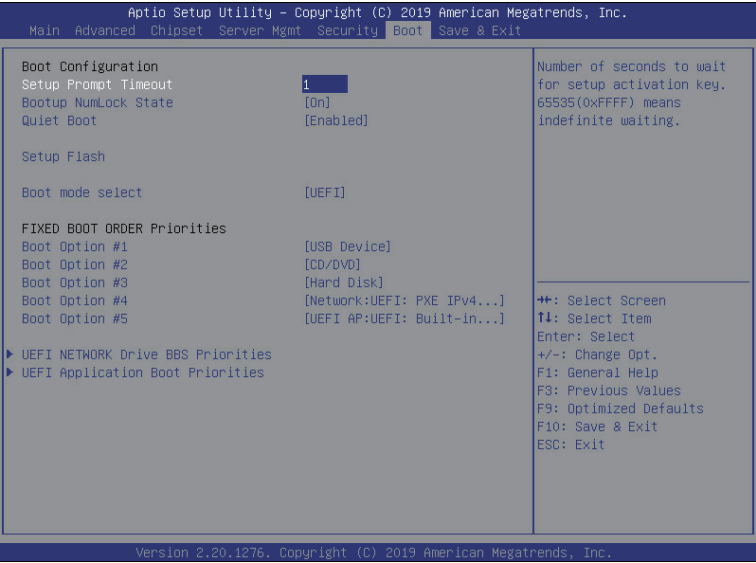 Aptio Setup Utility – Copyright (C) 2019 American Megatrends, Inc.
Main Advanced Chipset Server Mgmt Security Boot Save & Exit
Boot Configuration
Setup Prompt Timeout 1
Bootup NumLock State [On]
Quiet Boot [Enabled]
Setup Flash
Boot mode select [UEFI]
FIXED BOOT ORDER Priorities
Boot Option #1 [USB Device]
Boot Option #2 [CD/DVD]
Boot Option #3 [Hard Disk]
Boot Option #4 [Network:UEFI: PXE IPv4...]
Boot Option #5 [UEFI AP:UEFI: Built-in...]
UEFI NETWORK Drive BBS Priorities
UEFI Application Boot Priorities
Number of seconds to wait
for setup activation key.
65535(0xFFFF) means
indefinite waiting.
→←: Select Screen
↑↓: Select Item
Enter: Select
+/-: Change Opt.
F1: General Help
F3: Previous Values
F9: Optimized Defaults
F10: Save & Exit
ESC: Exit
Version 2.20.1276. Copyright (C) 2019 American Megatrends, Inc.